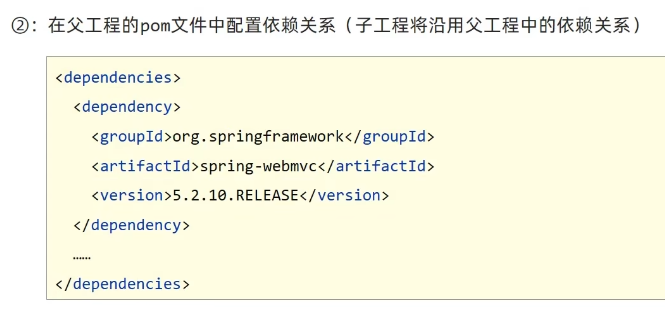 ②：在父工程的pom文件中配置依赖关系（子工程将沿用父工程中的依赖关系）
<dependencies>
<dependency>
<groupId>org.springframework</groupId>
<artifactId>spring-webmvc</artifactId>
<version>5.2.10.RELEASE</version>
</dependency>
……
</dependencies>